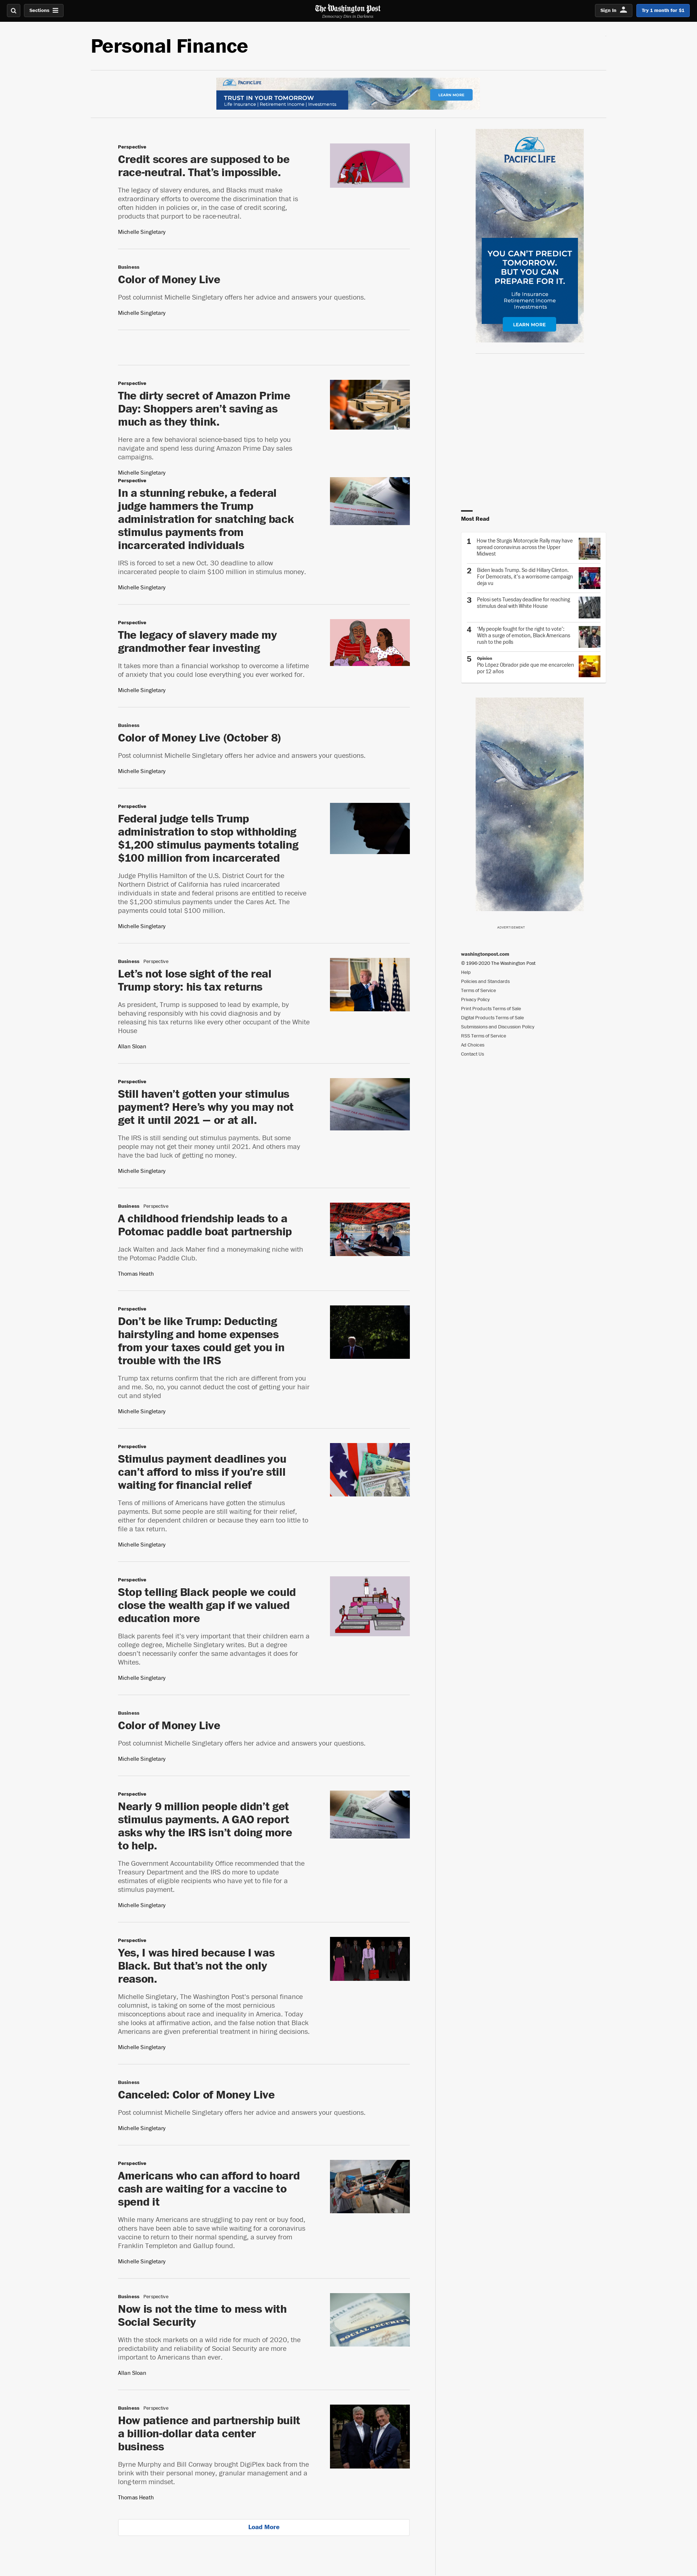 Sections
The Washington Post
Democracy Dies in Darkness
Sign In
Try 1 month for $1
Personal Finance
PACIFIC LIFE
TRUST IN YOUR TOMORROW
Life Insurance | Retirement Income | Investments
LEARN MORE
Perspective
Credit scores are supposed to be
race-neutral. That's impossible.
The legacy of slavery endures, and Blacks must make
extraordinary efforts to overcome the discrimination that is
often hidden in policies or, in the case of credit scoring,
products that purport to be race-neutral.
Michelle Singletary
Business
Color of Money Live
Post columnist Michelle Singletary offers her advice and answers your questions.
Michelle Singletary
Perspective
The dirty secret of Amazon Prime
Day: Shoppers aren't saving as
much as they think.
Here are a few behavioral science-based tips to help you
navigate and spend less during Amazon Prime Day sales
campaigns.
Michelle Singletary
Perspective
In a stunning rebuke, a federal
judge hammers the Trump
administration for snatching back
stimulus payments from
incarcerated individuals
IRS is forced to set a new Oct. 30 deadline to allow
incarcerated people to claim $100 million in stimulus money.
Michelle Singletary
Perspective
The legacy of slavery made my
grandmother fear investing
It takes more than a financial workshop to overcome a lifetime
of anxiety that you could lose everything you ever worked for.
Michelle Singletary
Business
Color of Money Live (October 8)
Post columnist Michelle Singletary offers her advice and answers your questions.
Michelle Singletary
Perspective
Federal judge tells Trump
administration to stop withholding
$1,200 stimulus payments totaling
$100 million from incarcerated
Judge Phyllis Hamilton of the U.S. District Court for the
Northern District of California has ruled incarcerated
individuals in state and federal prisons are entitled to receive
the $1,200 stimulus payments under the Cares Act. The
payments could total $100 million.
Michelle Singletary
Business Perspective
Let's not lose sight of the real
Trump story: his tax returns
As president, Trump is supposed to lead by example, by
behaving responsibly with his covid diagnosis and by
releasing his tax returns like every other occupant of the White
House
Allan Sloan
Perspective
Still haven't gotten your stimulus
payment? Here's why you may not
get it until 2021 — or at all.
The IRS is still sending out stimulus payments. But some
people may not get their money until 2021. And others may
have the bad luck of getting no money.
Michelle Singletary
Business Perspective
A childhood friendship leads to a
Potomac paddle boat partnership
Jack Walten and Jack Maher find a moneymaking niche with
the Potomac Paddle Club.
Thomas Heath
Perspective
Don't be like Trump: Deducting
hairstyling and home expenses
from your taxes could get you in
trouble with the IRS
Trump tax returns confirm that the rich are different from you
and me. So, no, you cannot deduct the cost of getting your hair
cut and styled
Michelle Singletary
Perspective
Stimulus payment deadlines you
can't afford to miss if you're still
waiting for financial relief
Tens of millions of Americans have gotten the stimulus
payments. But some people are still waiting for their relief,
either for dependent children or because they earn too little to
file a tax return.
Michelle Singletary
Perspective
Stop telling Black people we could
close the wealth gap if we valued
education more
Black parents feel it's very important that their children earn a
college degree, Michelle Singletary writes. But a degree
doesn't necessarily confer the same advantages it does for
Whites.
Michelle Singletary
Business
Color of Money Live
Post columnist Michelle Singletary offers her advice and answers your questions.
Michelle Singletary
Perspective
Nearly 9 million people didn't get
stimulus payments. A GAO report
asks why the IRS isn't doing more
to help.
The Government Accountability Office recommended that the
Treasury Department and the IRS do more to update
estimates of eligible recipients who have yet to file for a
stimulus payment.
Michelle Singletary
Perspective
Yes, I was hired because I was
Black. But that's not the only
reason.
Michelle Singletary, The Washington Post's personal finance
columnist, is taking on some of the most pernicious
misconceptions about race and inequality in America. Today
she looks at affirmative action, and the false notion that Black
Americans are given preferential treatment in hiring decisions.
Michelle Singletary
Business
Canceled: Color of Money Live
Post columnist Michelle Singletary offers her advice and answers your questions.
Michelle Singletary
Perspective
Americans who can afford to hoard
cash are waiting for a vaccine to
spend it
While many Americans are struggling to pay rent or buy food,
others have been able to save while waiting for a coronavirus
vaccine to return to their normal spending, a survey from
Franklin Templeton and Gallup found.
Michelle Singletary
Business Perspective
Now is not the time to mess with
Social Security
With the stock markets on a wild ride for much of 2020, the
predictability and reliability of Social Security are more
important to Americans than ever.
Allan Sloan
SOCIAL SECURITY
Business Perspective
How patience and partnership built
a billion-dollar data center
business
Byrne Murphy and Bill Conway brought DigiPlex back from the
brink with their personal money, granular management and a
long-term mindset.
Thomas Heath
Load More
PACIFIC LIFE
YOU CAN'T PREDICT
TOMORROW.
BUT YOU CAN
PREPARE FOR IT.
Life Insurance
Retirement Income
Investments
LEARN MORE
Most Read
1 How the Sturgis Motorcycle Rally may have
spread coronavirus across the Upper
Midwest
2 Biden leads Trump. So did Hillary Clinton.
For Democrats, it's a worrisome campaign
deja vu
3 Pelosi sets Tuesday deadline for reaching
stimulus deal with White House
4 'My people fought for the right to vote':
With a surge of emotion, Black Americans
rush to the polls
5 Opinion
Pío López Obrador pide que me encarcelen
por 12 años
ADVERTISEMENT
washingtonpost.com
© 1996-2020 The Washington Post
Help
Policies and Standards
Terms of Service
Privacy Policy
Print Products Terms of Sale
Digital Products Terms of Sale
Submissions and Discussion Policy
RSS Terms of Service
Ad Choices
Contact Us